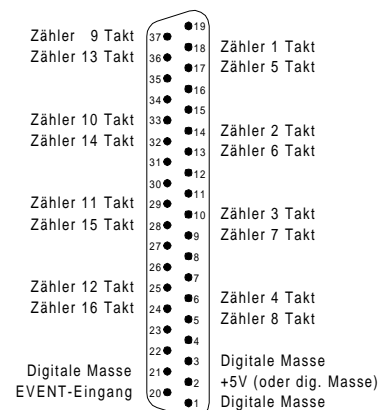 19
Zähler 9 Takt 37 18 Zähler 1 Takt
Zähler 13 Takt 36 17 Zähler 5 Takt
35 16
34 15
Zähler 10 Takt 33 14 Zähler 2 Takt
Zähler 14 Takt 32 13 Zähler 6 Takt
31 12
30 11
Zähler 11 Takt 29 10 Zähler 3 Takt
Zähler 15 Takt 28 9 Zähler 7 Takt
27 8
26 7
Zähler 12 Takt 25 6 Zähler 4 Takt
Zähler 16 Takt 24 5 Zähler 8 Takt
23 4
22 3 Digitale Masse
Digitale Masse 21 2 +5V (oder dig. Masse)
EVENT-Eingang 20 1 Digitale Masse